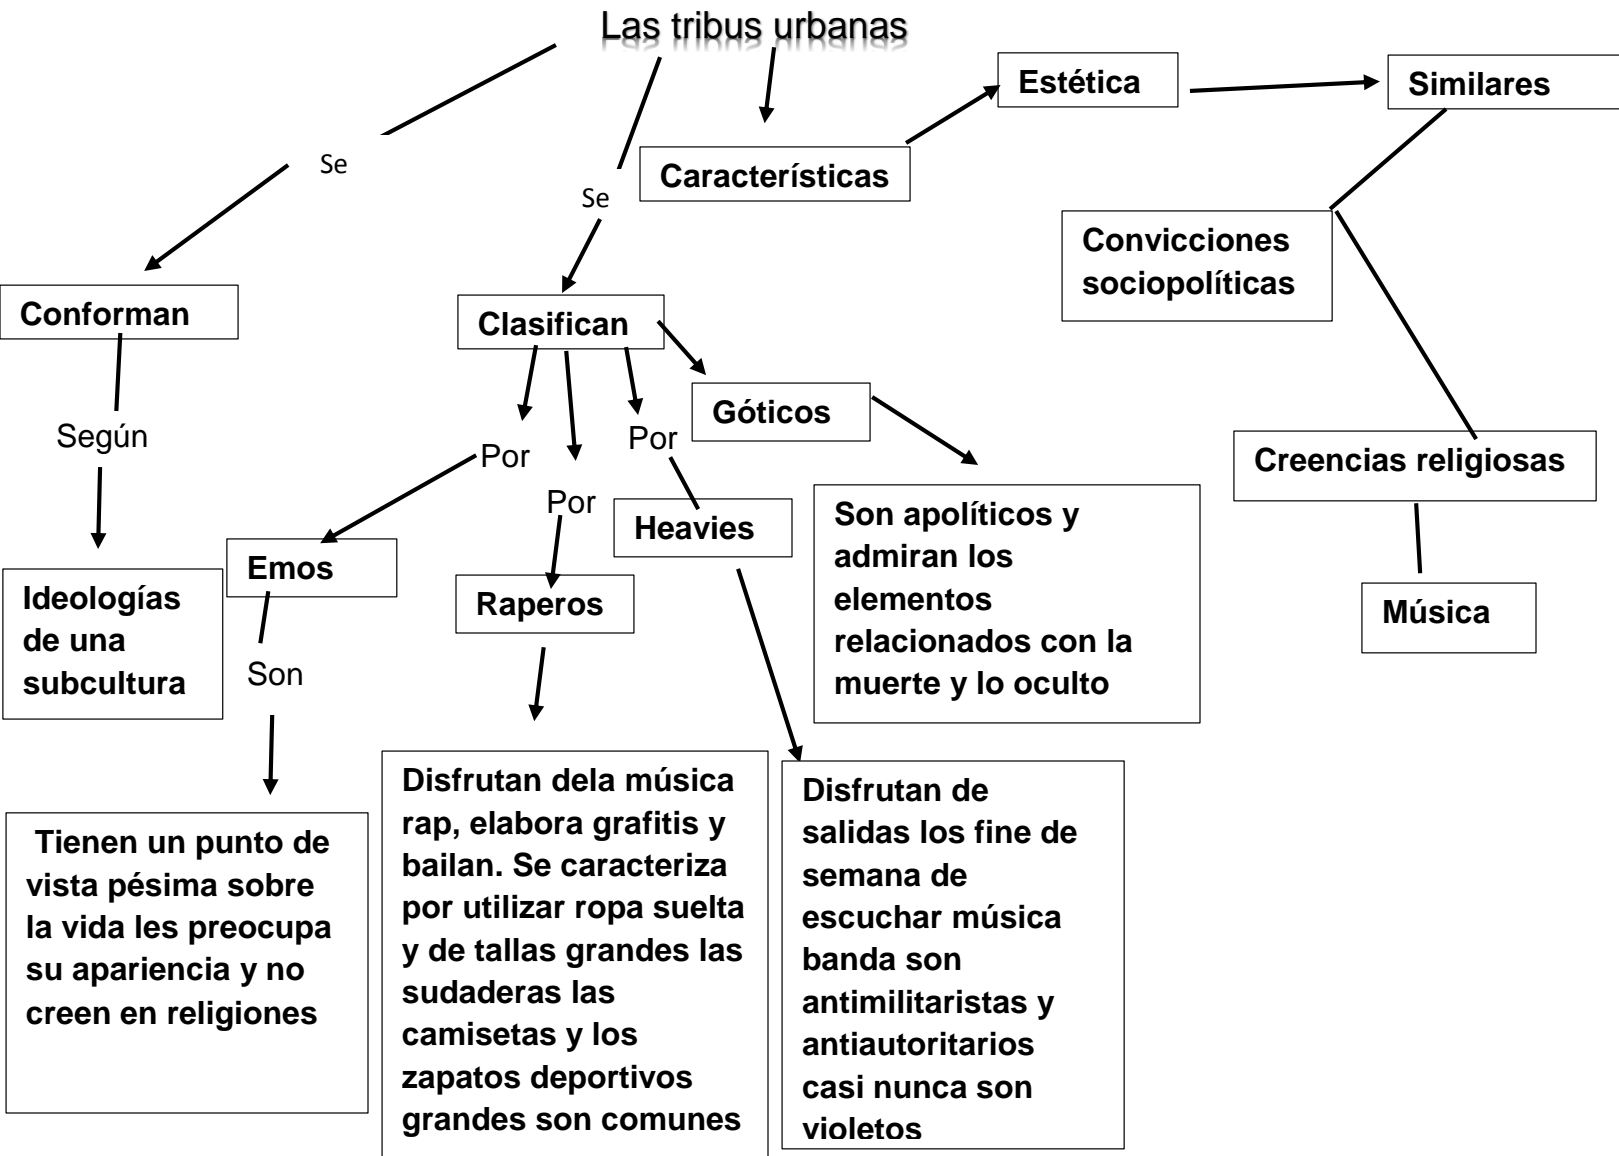 Las tribus urbanas
Estética
Similares
Se
Características
Se
Convicciones
sociopolíticas
Conforman
Clasifican
Góticos
Según
Por
Por
Creencias religiosas
Por
Heavies
Son apolíticos y
admiran los
elementos
relacionados con la
muerte y lo oculto
Emos
Raperos
Música
Ideologías
de una
subcultura
Son
Disfrutan dela música
rap, elabora grafitis y
bailan. Se caracteriza
por utilizar ropa suelta
y de tallas grandes las
sudaderas las
camisetas y los
zapatos deportivos
grandes son comunes
Disfrutan de
salidas los fine de
semana de
escuchar música
banda son
antimilitaristas y
antiautoritarios
casi nunca son
violetos
Tienen un punto de
vista pésima sobre
la vida les preocupa
su apariencia y no
creen en religiones